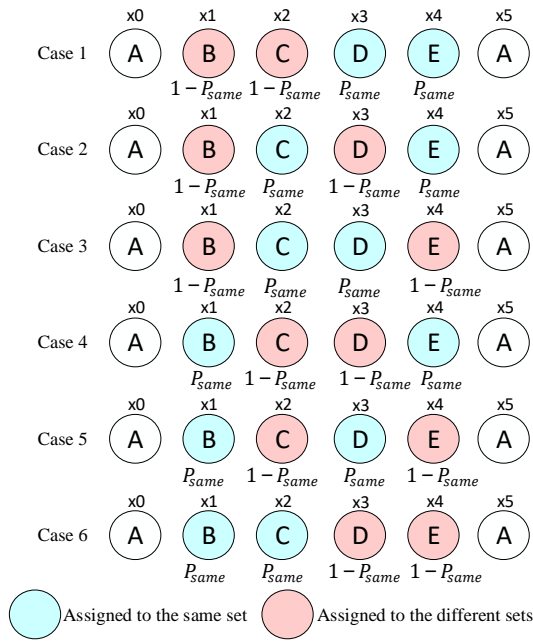 x0 x1 x2 x3 x4 x5
Case 1 A B C D E A
1 − P_same 1 − P_same P_same P_same
x0 x1 x2 x3 x4 x5
Case 2 A B C D E A
1 − P_same P_same 1 − P_same P_same
x0 x1 x2 x3 x4 x5
Case 3 A B C D E A
1 − P_same P_same P_same 1 − P_same
x0 x1 x2 x3 x4 x5
Case 4 A B C D E A
P_same 1 − P_same 1 − P_same P_same
x0 x1 x2 x3 x4 x5
Case 5 A B C D E A
P_same 1 − P_same P_same 1 − P_same
x0 x1 x2 x3 x4 x5
Case 6 A B C D E A
P_same P_same 1 − P_same 1 − P_same
Assigned to the same set Assigned to the different sets